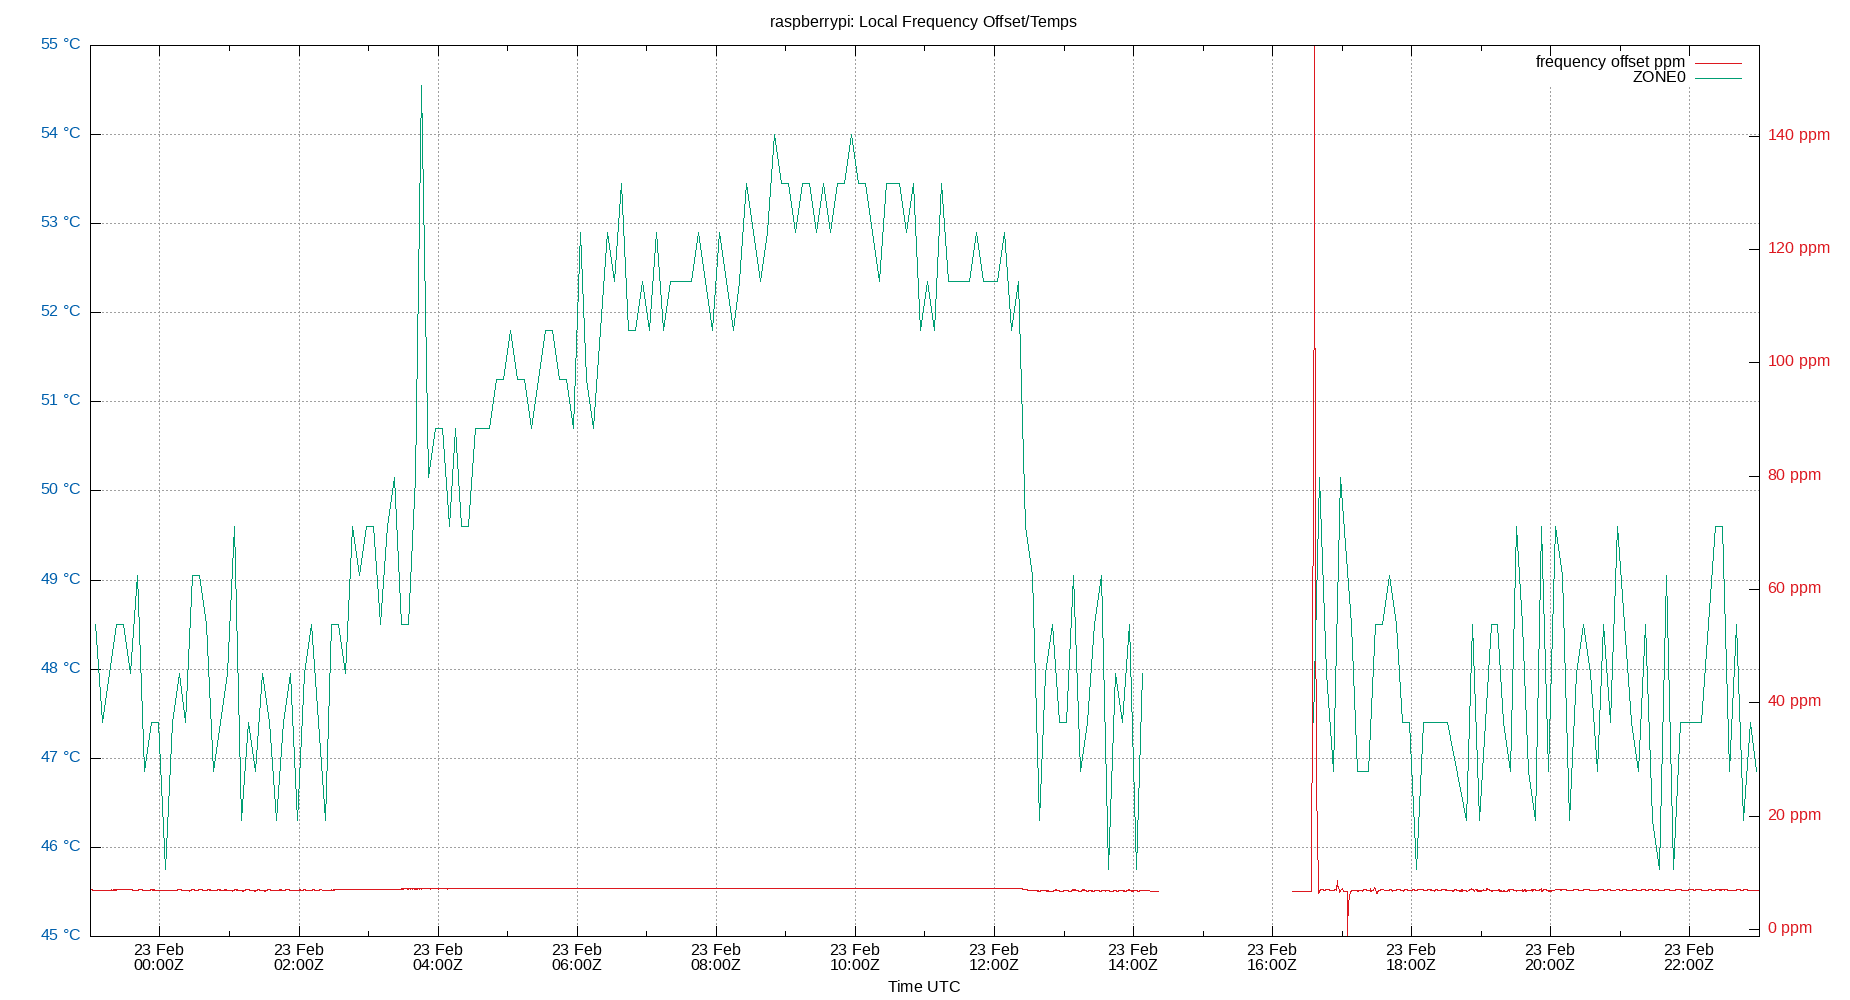 raspberrypi: Local Frequency Offset/Temps
55 °C
54 °C
53 °C
52 °C
51 °C
50 °C
49 °C
48 °C
47 °C
46 °C
45 °C
frequency offset ppm
ZONE0
140 ppm
120 ppm
100 ppm
80 ppm
60 ppm
40 ppm
20 ppm
0 ppm
23 Feb 23 Feb 23 Feb 23 Feb 23 Feb 23 Feb 23 Feb 23 Feb 23 Feb 23 Feb 23 Feb 23 Feb
00:00Z 02:00Z 04:00Z 06:00Z 08:00Z 10:00Z 12:00Z 14:00Z 16:00Z 18:00Z 20:00Z 22:00Z
Time UTC